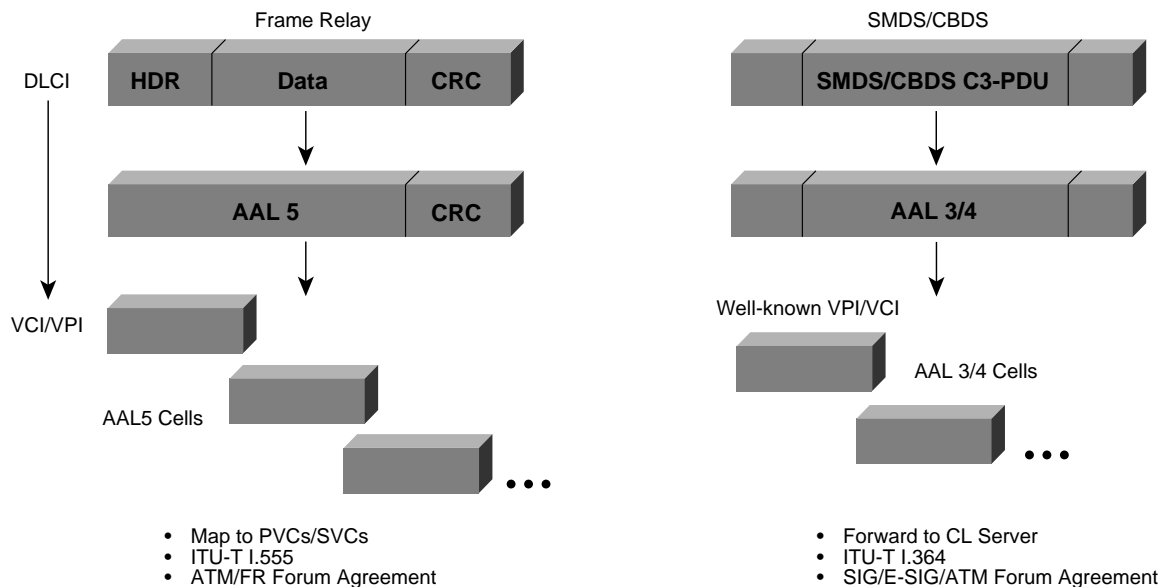 Frame Relay
DLCI
HDR Data CRC
AAL 5 CRC
VCI/VPI
AAL5 Cells
• Map to PVCs/SVCs
• ITU-T I.555
• ATM/FR Forum Agreement
SMDS/CBDS
SMDS/CBDS C3-PDU
AAL 3/4
Well-known VPI/VCI
AAL 3/4 Cells
• Forward to CL Server
• ITU-T I.364
• SIG/E-SIG/ATM Forum Agreement